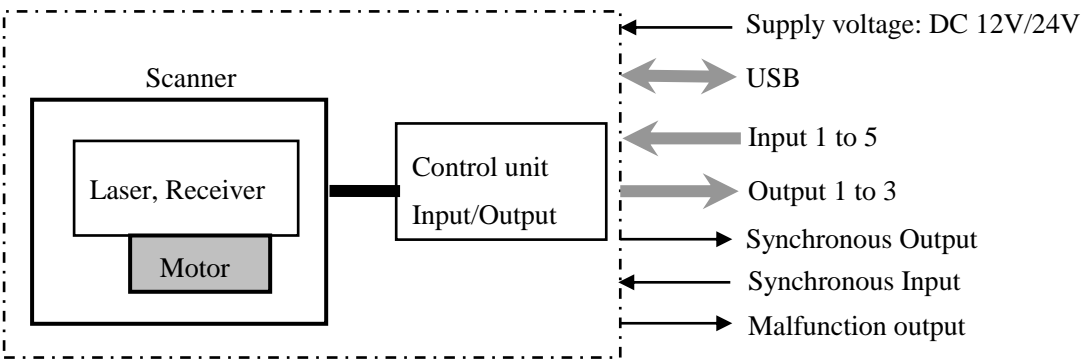 Supply voltage: DC 12V/24V
Scanner
USB
Input 1 to 5
Control unit
Laser, Receiver
Output 1 to 3
Input/Output
Synchronous Output
Motor
Synchronous Input
Malfunction output